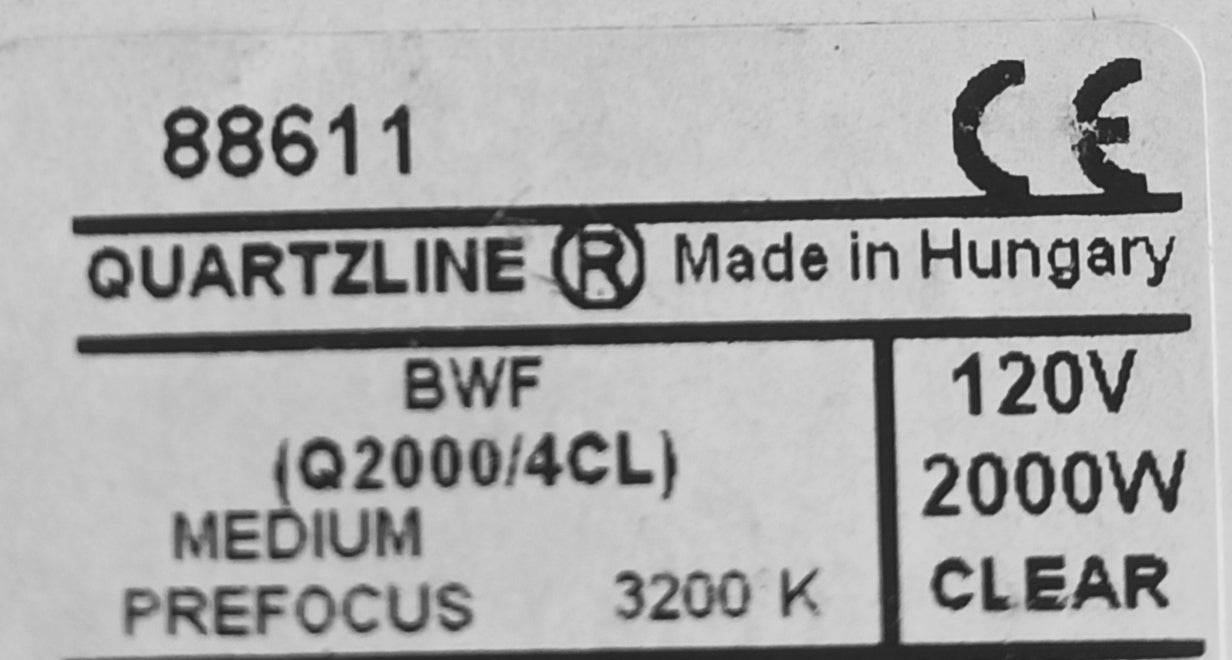 88611 CE
QUARTZLINE ® Made in Hungary
BWF
(Q2000/4CL)
MEDIUM
PREFOCUS 3200 K
120V
2000W
CLEAR